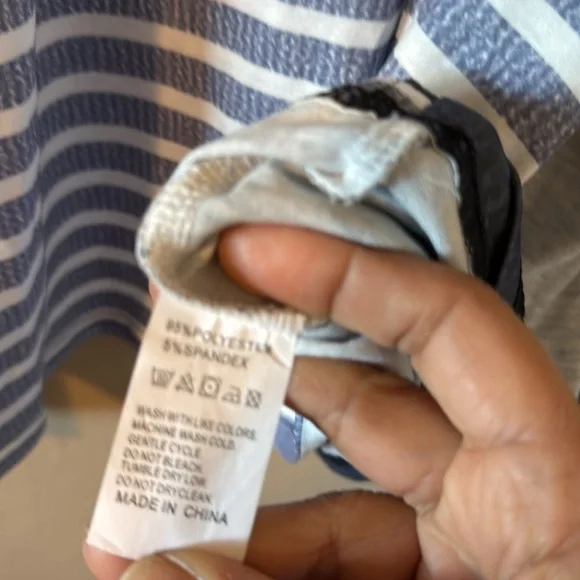 95%POLYESTER
5%SPANDEX
WASH WITH LIKE COLORS.
MACHINE WASH COLD.
GENTLE CYCLE.
DO NOT BLEACH.
TUMBLE DRY LOW.
DO NOT DRYCLEAN
MADE IN CHINA